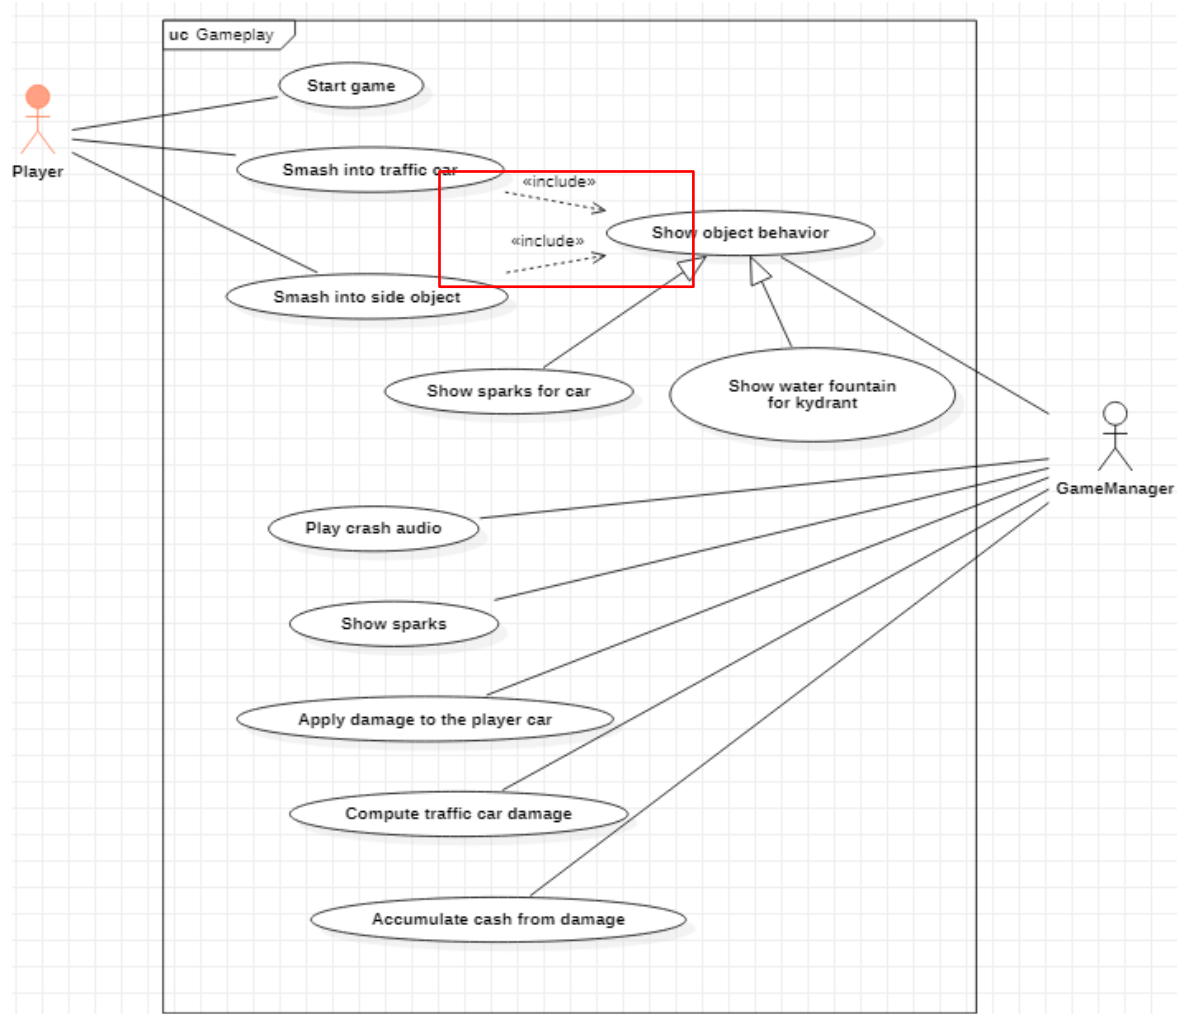 uc Gameplay
Start game
Player
Smash into traffic car
«include»
Show object behavior
«include»
Smash into side object
Show sparks for car
Show water fountain
for kydrant
GameManager
Play crash audio
Show sparks
Apply damage to the player car
Compute traffic car damage
Accumulate cash from damage